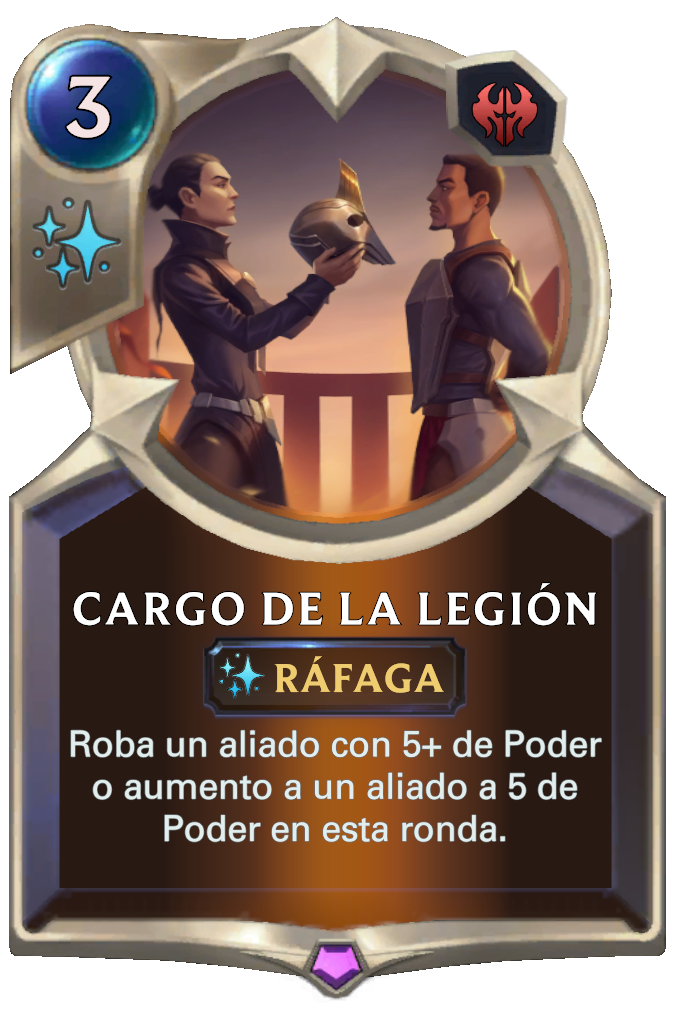 3
CARGO DE LA LEGIÓN
RÁFAGA
Roba un aliado con 5+ de Poder
o aumento a un aliado a 5 de
Poder en esta ronda.